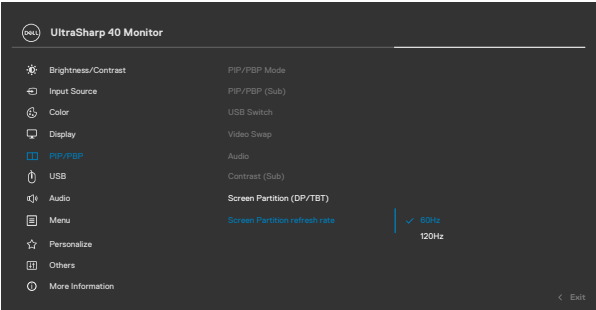 DELL UltraSharp 40 Monitor
Brightness/Contrast
Input Source
Color
Display
PIP/PBP
USB
Audio
Menu
Personalize
Others
More Information
PIP/PBP Mode
PIP/PBP (Sub)
USB Switch
Video Swap
Audio
Contrast (Sub)
Screen Partition (DP/TBT)
Screen Partition refresh rate
60Hz
120Hz
< Exit